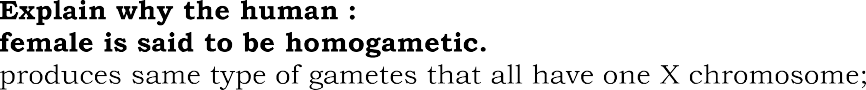 Explain why the human :
female is said to be homogametic.
produces same type of gametes that all have one X chromosome;